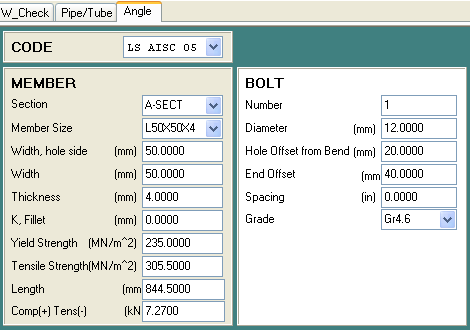 W_Check Pipe/Tube Angle
CODE LS AISC 05
MEMBER
Section A-SECT
Member Size L50X50X4
Width, hole side (mm) 50.0000
Width (mm) 50.0000
Thickness (mm) 4.0000
K, Fillet (mm) 0.0000
Yield Strength (MN/m^2) 235.0000
Tensile Strength(MN/m^2) 305.5000
Length (mm 844.5000
Comp(+) Tens(-) (kN 7.2700
BOLT
Number 1
Diameter (mm) 12.0000
Hole Offset from Bend (mm) 20.0000
End Offset (mm 40.0000
Spacing (in) 0.0000
Grade Gr4.6